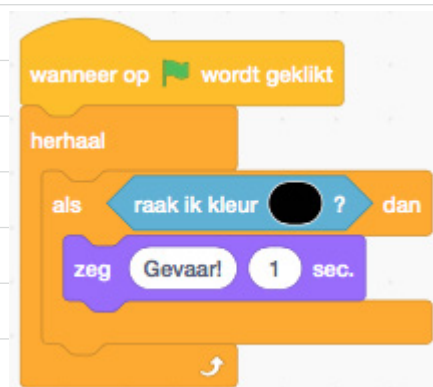 wanneer op wordt geklikt
herhaal
als raak ik kleur ? dan
zeg Gevaar! 1 sec.